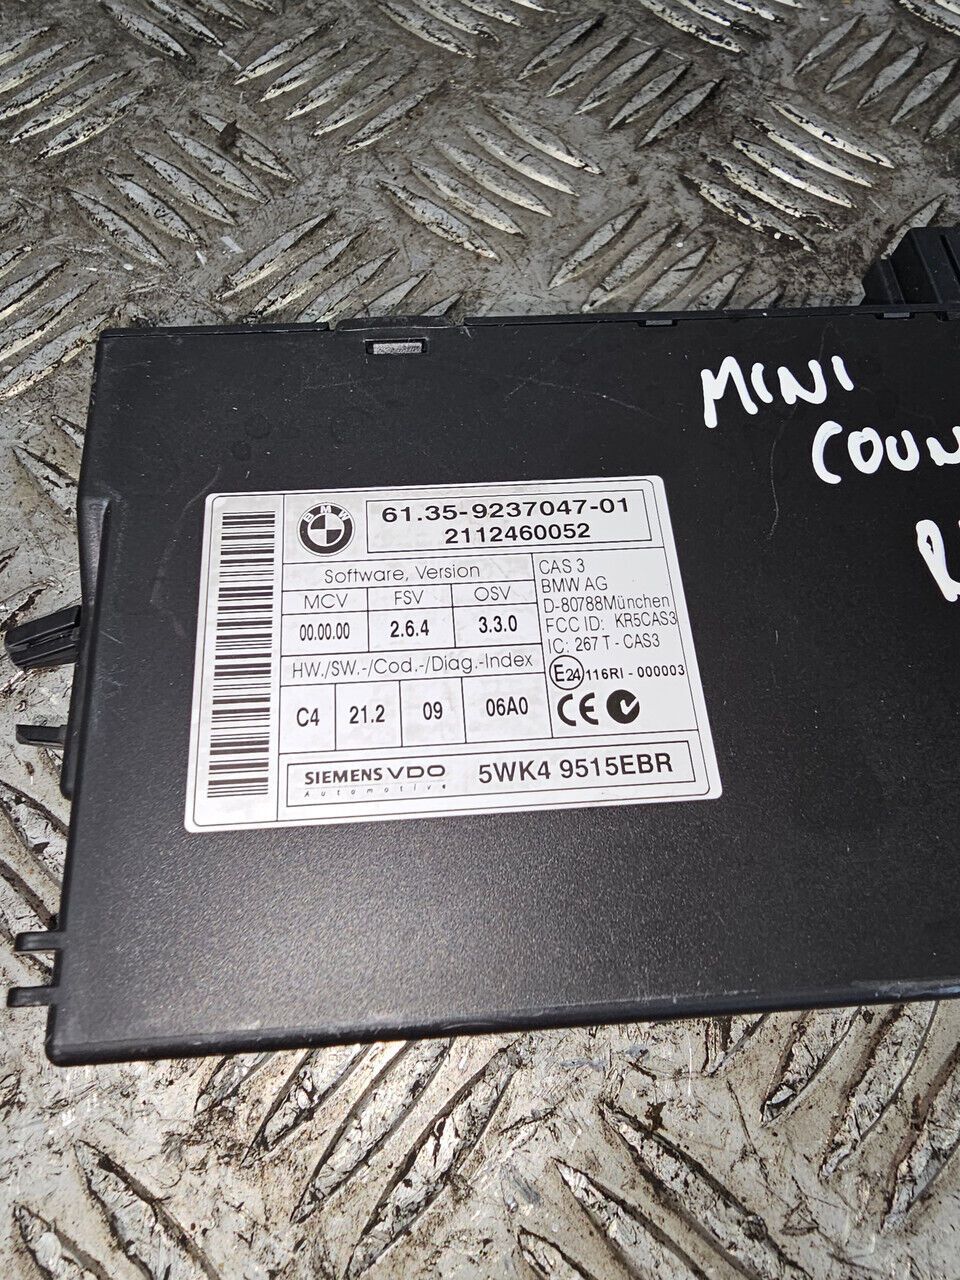 MINI
BMW
61.35-9237047-01
2112460052
Software, Version
MCV FSV OSV
00.00.00 2.6.4 3.3.0
HW./SW.-/Cod.-/Diag.-Index
C4 21.2 09 06A0
CAS 3
BMW AG
D-80788München
FCC ID: KR5CAS3
IC: 267 T - CAS3
E24 116RI - 000003
CE
SIEMENS VDO
Automotive
5WK4 9515EBR